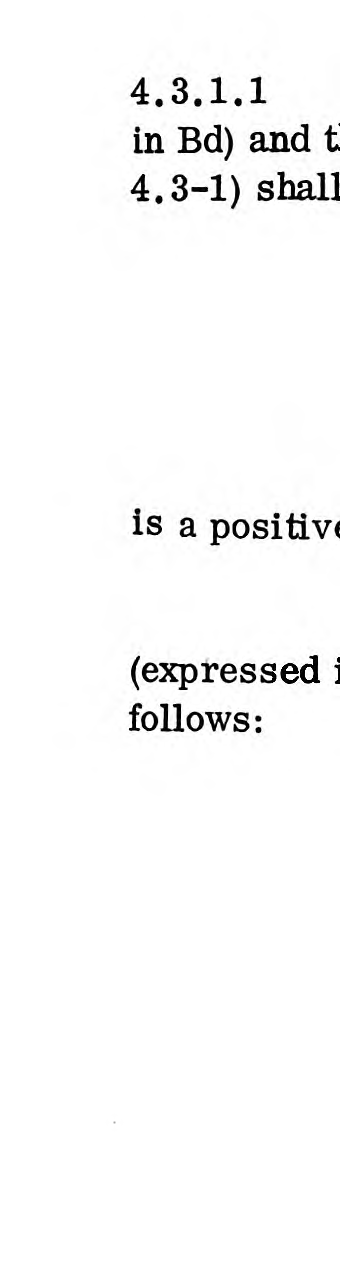 4.3.1.1
in Bd) and
4.3-1) shall
is a positive
(expressed
follows: